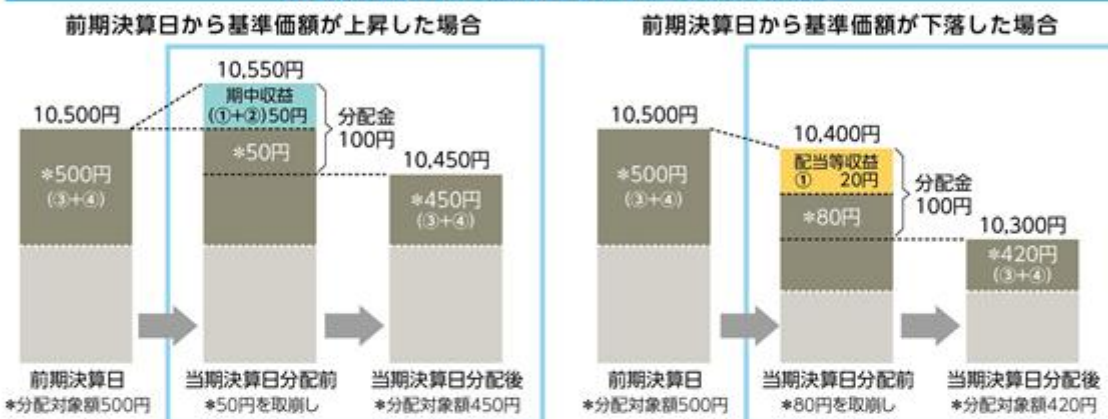 前期決算日から基準価額が上昇した場合
10,550円
10,500円
期中収益
(①+②)50円
分配金
100円
*50円
10,450円
*500円
(③+④)
*450円
(③+④)
前期決算日
当期決算日分配前
当期決算日分配後
*分配対象額500円
*50円を取崩し
*分配対象額450円
前期決算日から基準価額が下落した場合
10,500円
10,400円
配当等収益
① 20円
分配金
100円
*500円
(③+④)
*80円
10,300円
*420円
(③+④)
前期決算日
当期決算日分配前
当期決算日分配後
*分配対象額500円
*80円を取崩し
*分配対象額420円